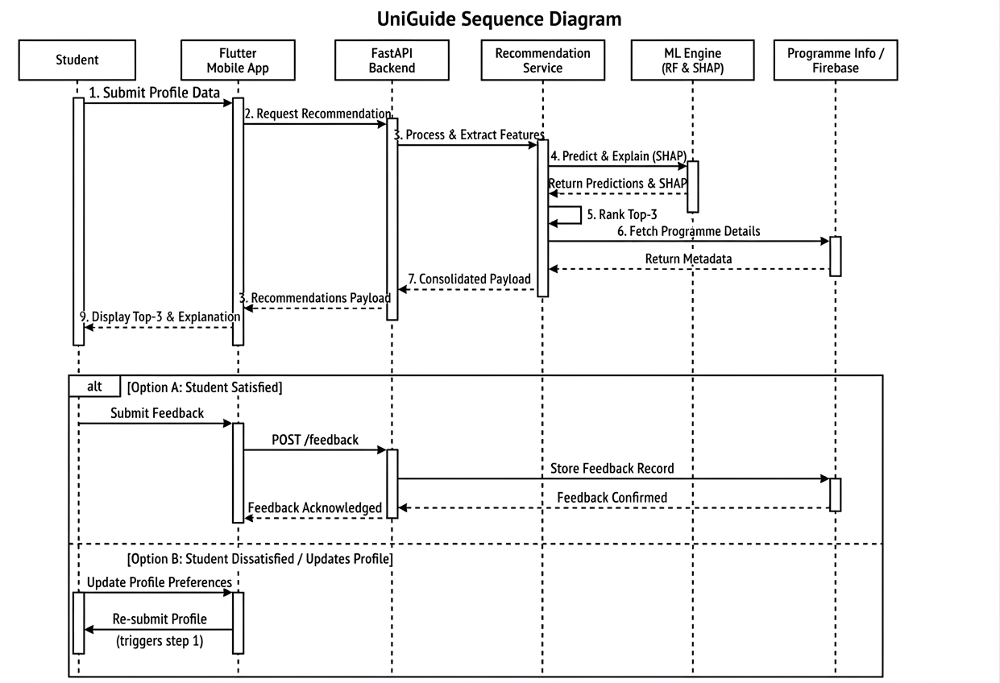 UniGuide Sequence Diagram
Student
Flutter
Mobile App
FastAPI
Backend
Recommendation
Service
ML Engine
(RF & SHAP)
Programme Info /
Firebase
1. Submit Profile Data
2. Request Recommendation
3. Process & Extract Features
4. Predict & Explain (SHAP)
Return Predictions & SHAP
5. Rank Top-3
6. Fetch Programme Details
Return Metadata
7. Consolidated Payload
3. Recommendations Payload
9. Display Top-3 & Explanation
alt
[Option A: Student Satisfied]
Submit Feedback
POST /feedback
Store Feedback Record
Feedback Confirmed
Feedback Acknowledged
[Option B: Student Dissatisfied / Updates Profile]
Update Profile Preferences
Re-submit Profile
(triggers step 1)